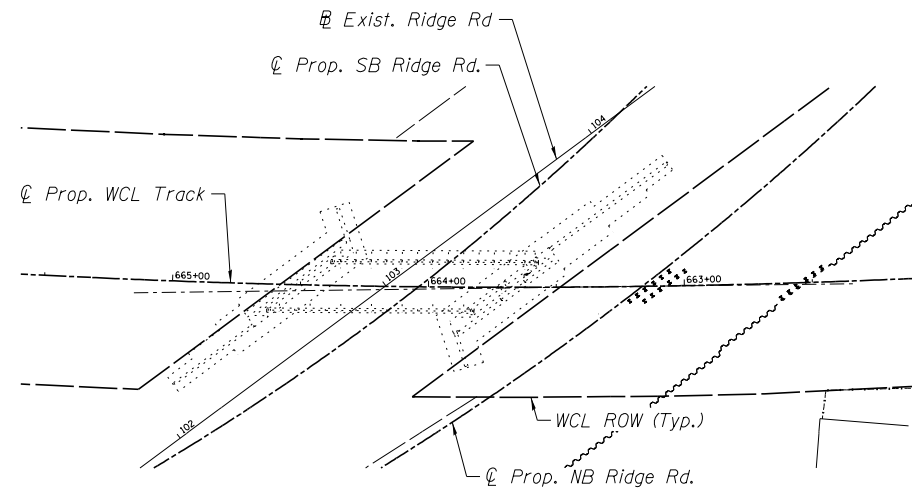 ℄ Exist. Ridge Rd
℄ Prop. SB Ridge Rd.
104
℄ Prop. WCL Track
665+00
103
664+00
663+00
102
WCL ROW (Typ.)
℄ Prop. NB Ridge Rd.